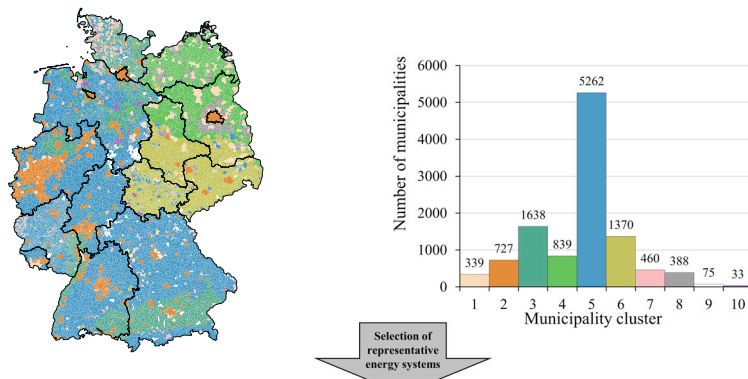 Number of municipalities
6000
5000
4000
3000
2000
1000
0
339
727
1638
839
5262
1370
460
388
75
33
1 2 3 4 5 6 7 8 9 10
Municipality cluster
Selection of
representative
energy systems